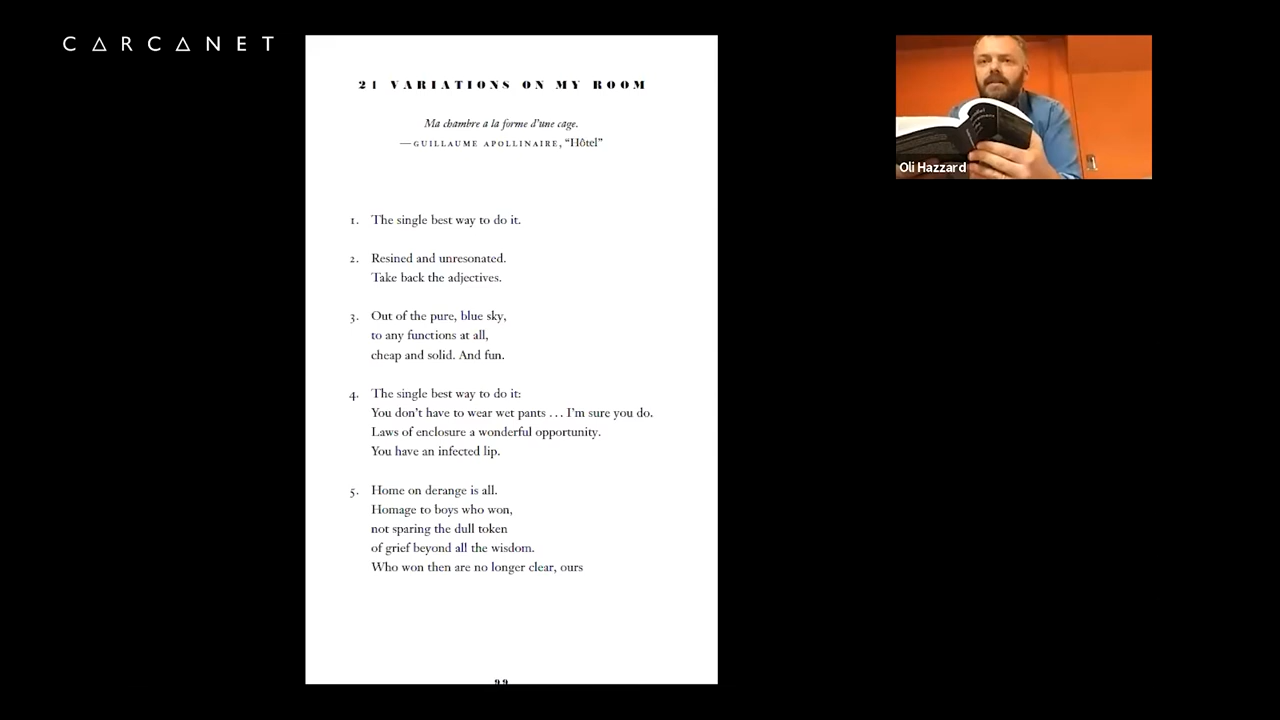 CARCANET
21 VARIATIONS ON MY ROOM
Ma chambre a la forme d'une cage.
—GUILLAUME APOLLINAIRE, “Hôtel”
1. The single best way to do it.
2. Resined and unresonated.
Take back the adjectives.
3. Out of the pure, blue sky,
to any functions at all,
cheap and solid. And fun.
4. The single best way to do it:
You don't have to wear wet pants . . . I'm sure you do.
Laws of enclosure a wonderful opportunity.
You have an infected lip.
5. Home on derange is all.
Homage to boys who won,
not sparing the dull token
of grief beyond all the wisdom.
Who won then are no longer clear, ours
Oli Hazzard